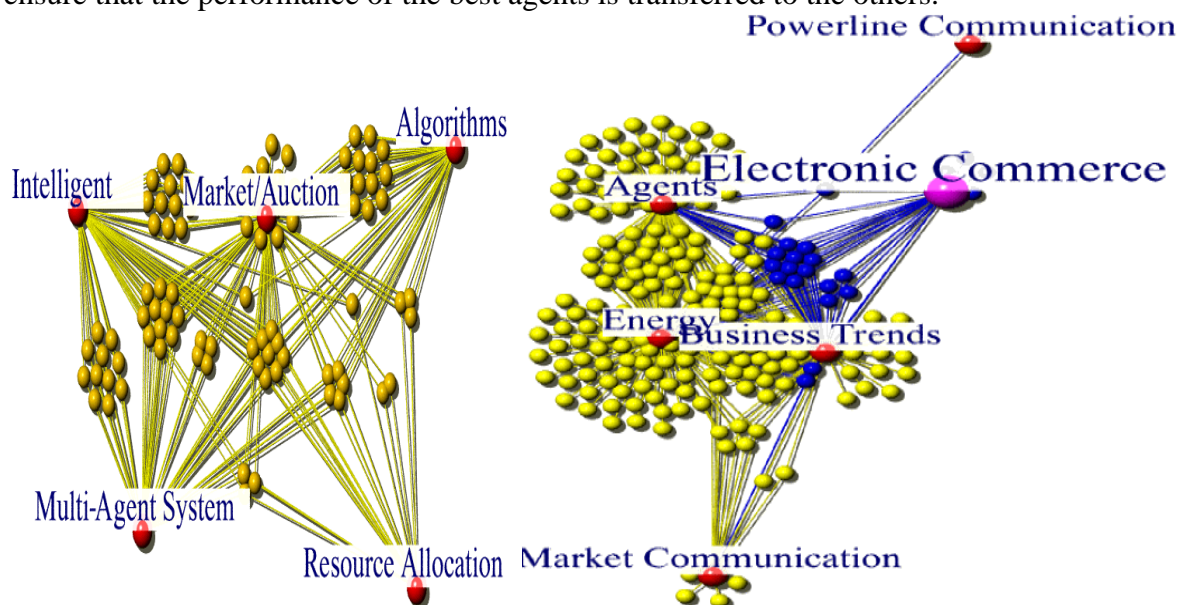 ensure that the performance of the best agents is transferred to the others.
Powerline Communication
Algorithms
Intelligent
Market/Auction
Electronic Commerce
Agents
Energy
Business Trends
Multi-Agent System
Resource Allocation
Market Communication